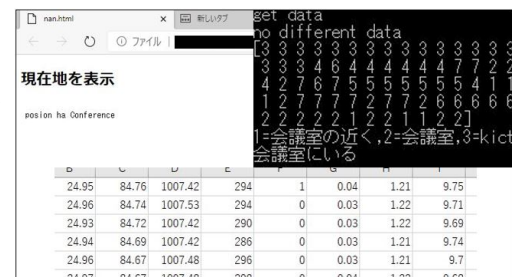 nan.html
新しいタブ
ファイル
現在地を表示
posion ha Conference
get data
no different data
[3 3 3 3 3 3 3 3 3 3 3 3 3 3 3
3 3 3 4 6 4 4 4 4 4 4 7 7 2 2
4 2 7 6 7 5 5 5 5 5 5 5 4 1 1
1 2 7 7 7 7 2 7 7 2 6 6 6 6 6
2 2 2 2 2 1 2 2 1 1 2 2]
1=会議室の近く,2=会議室,3=kict
会議室にいる
B C D E F G H I
24.95 84.76 1007.42 294 1 0.04 1.21 9.75
24.96 84.74 1007.53 294 0 0.03 1.22 9.71
24.93 84.72 1007.42 290 0 0.03 1.22 9.69
24.94 84.69 1007.42 286 0 0.03 1.21 9.74
24.96 84.67 1007.48 296 0 0.03 1.21 9.7